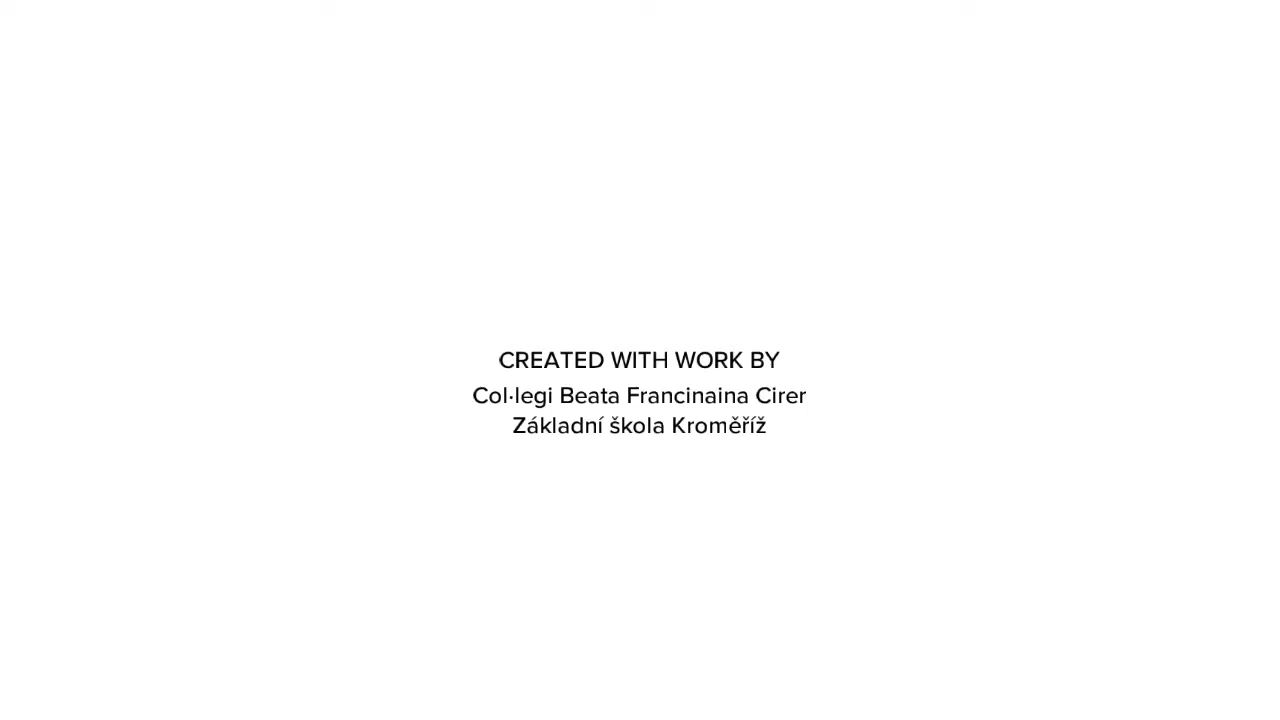 CREATED WITH WORK BY
Col·legi Beata Francinaina Cirer
Základní škola Kroměříž